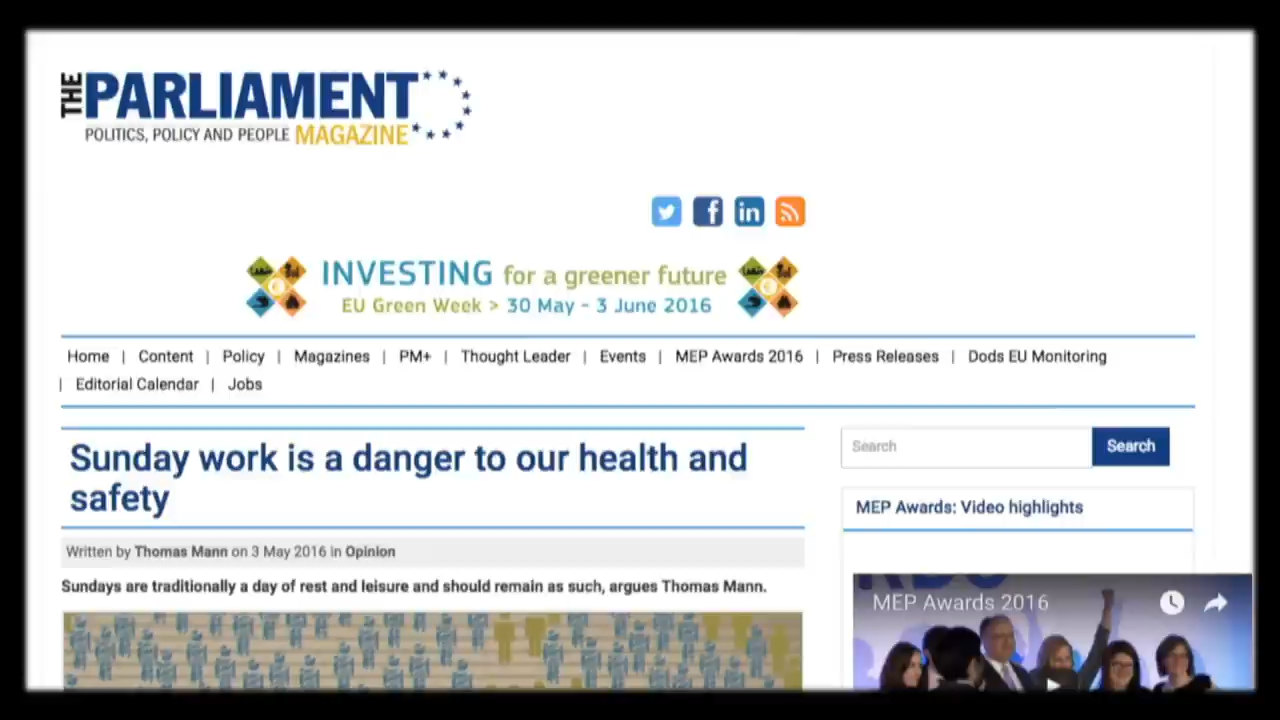 THE PARLIAMENT
POLITICS, POLICY AND PEOPLE MAGAZINE
INVESTING for a greener future
EU Green Week > 30 May - 3 June 2016
Home | Content | Policy | Magazines | PM+ | Thought Leader | Events | MEP Awards 2016 | Press Releases | Dods EU Monitoring
| Editorial Calendar | Jobs
Sunday work is a danger to our health and
safety
Written by Thomas Mann on 3 May 2016 in Opinion
Sundays are traditionally a day of rest and leisure and should remain as such, argues Thomas Mann.
Search
Search
MEP Awards: Video highlights
MEP Awards 2016